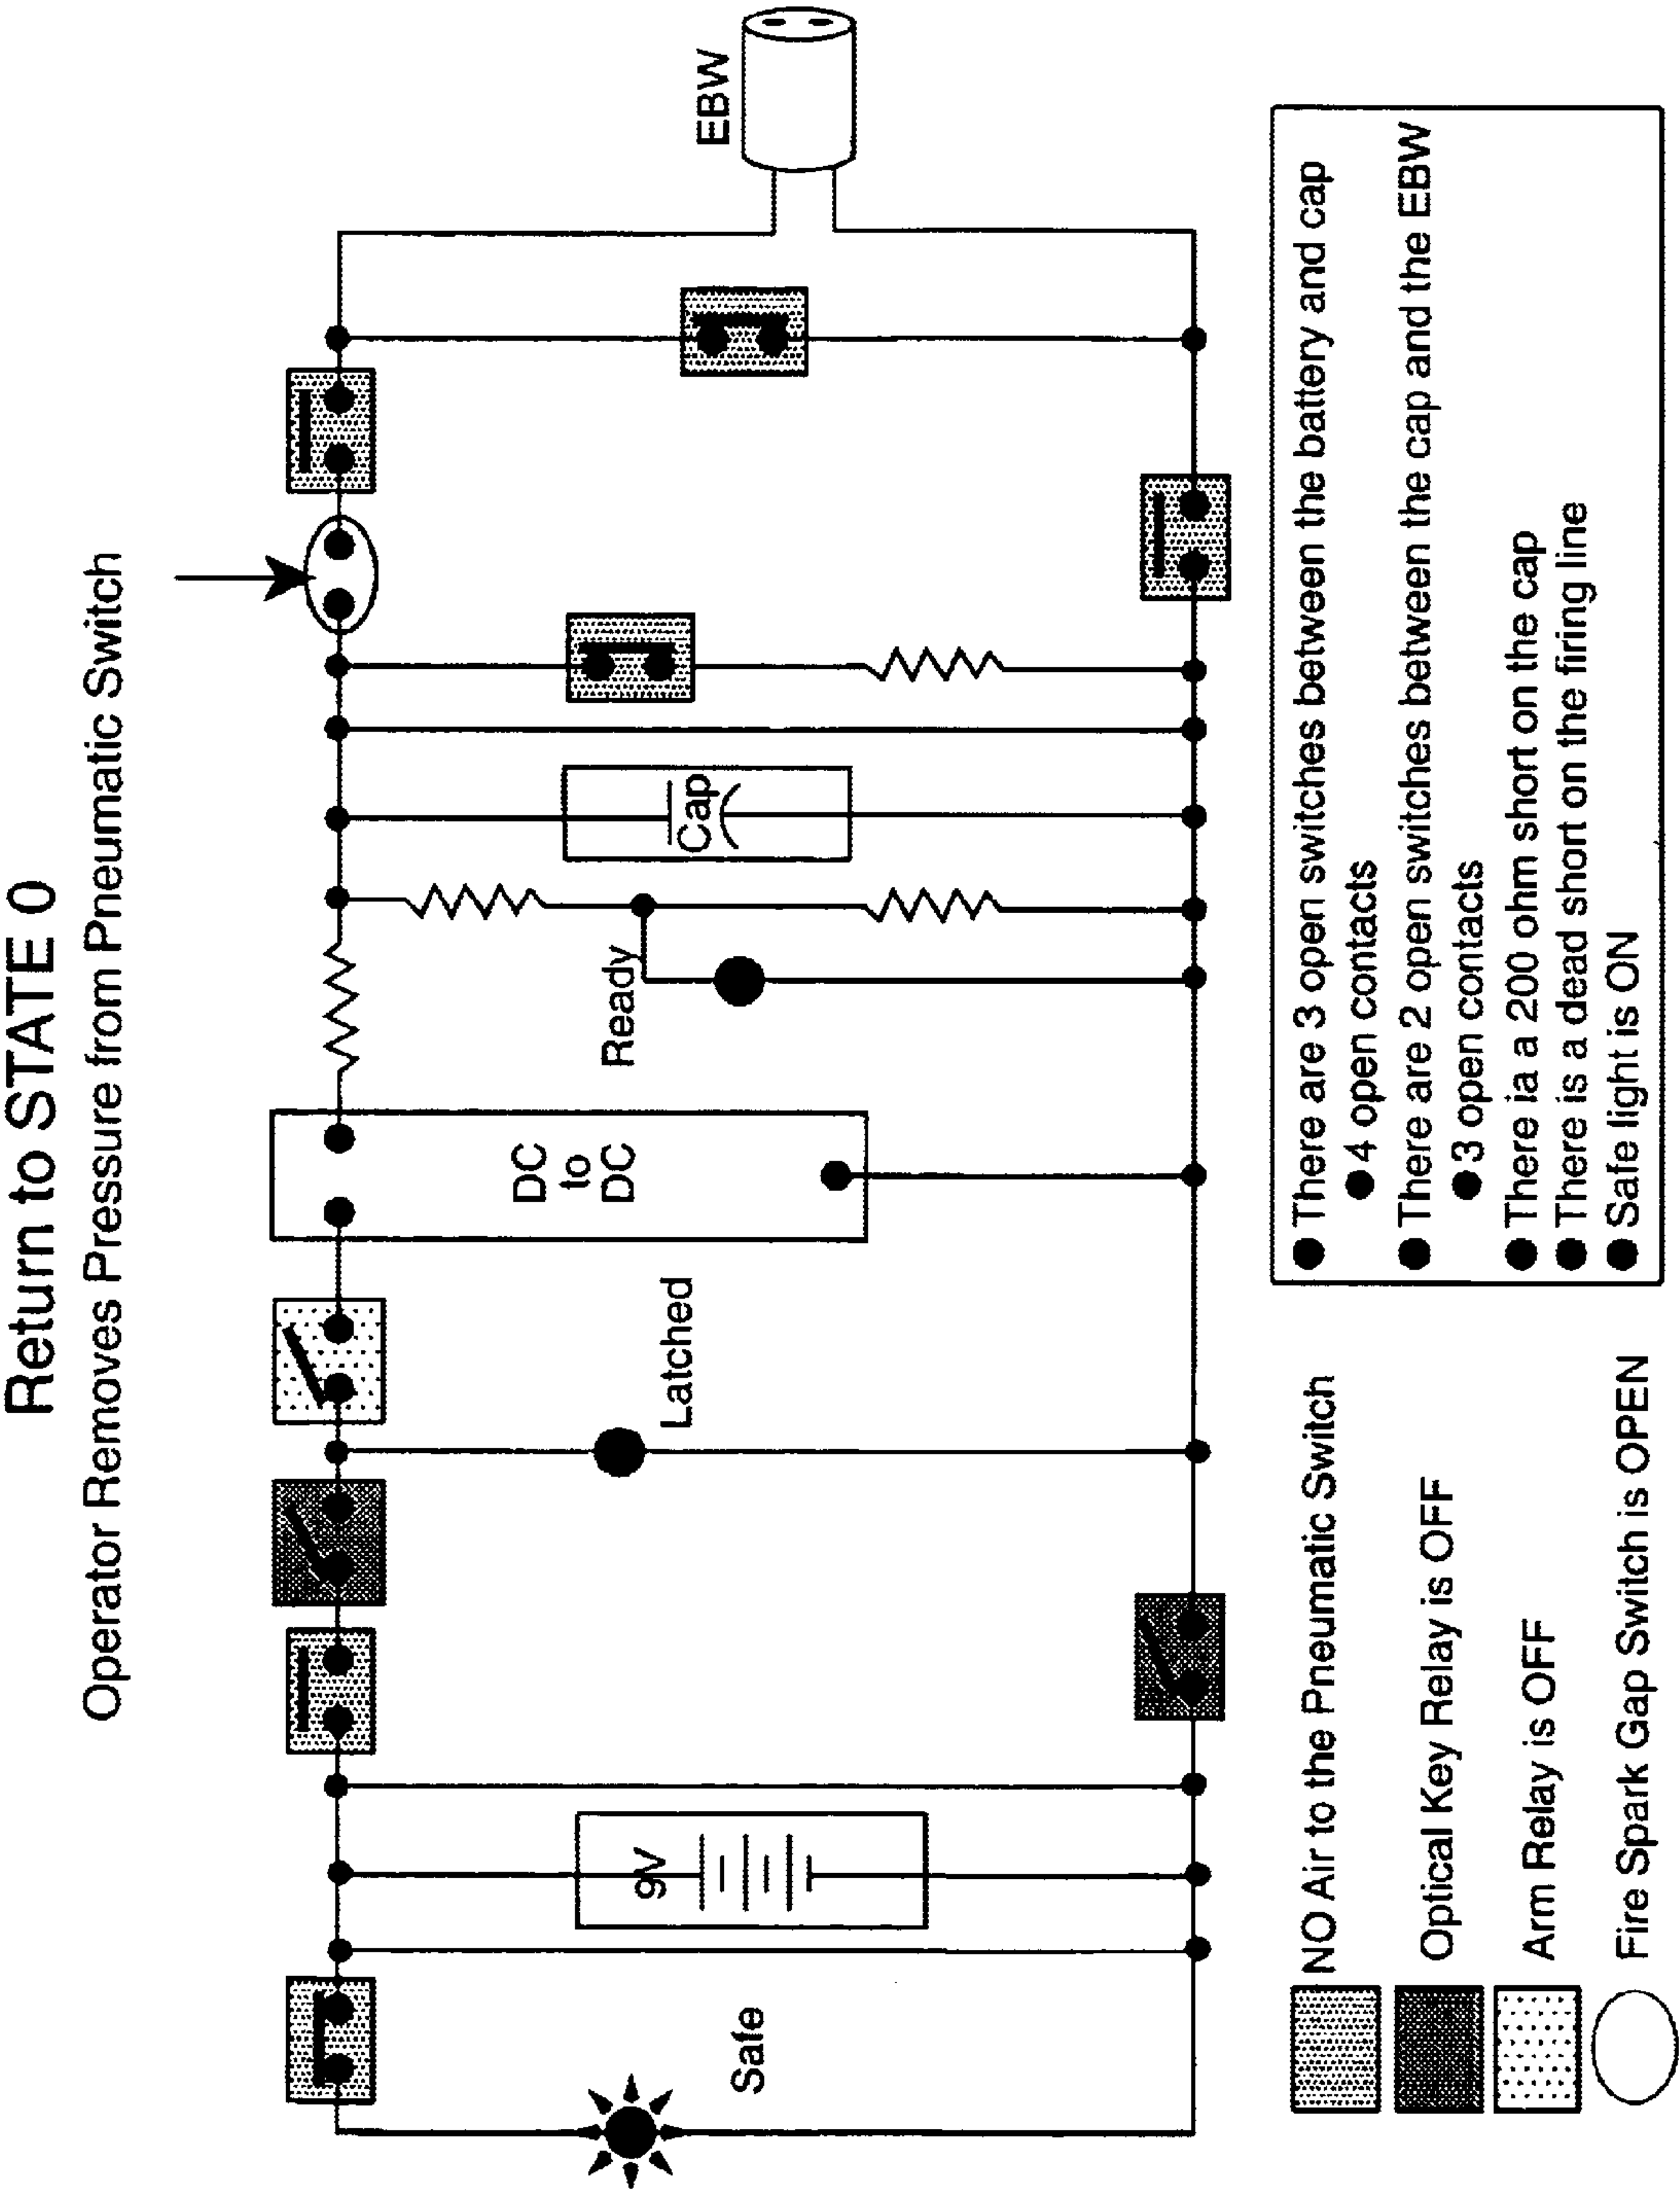 Return to STATE 0
Operator Removes Pressure from Pneumatic Switch
Safe
9V
Latched
DC
to
DC
Ready
Cap
EBW
NO Air to the Pneumatic Switch
Optical Key Relay is OFF
Arm Relay is OFF
Fire Spark Gap Switch is OPEN
● There are 3 open switches between the battery and cap
● 4 open contacts
● There are 2 open switches between the cap and the EBW
● 3 open contacts
● There ia a 200 ohm short on the cap
● There is a dead short on the firing line
● Safe light is ON